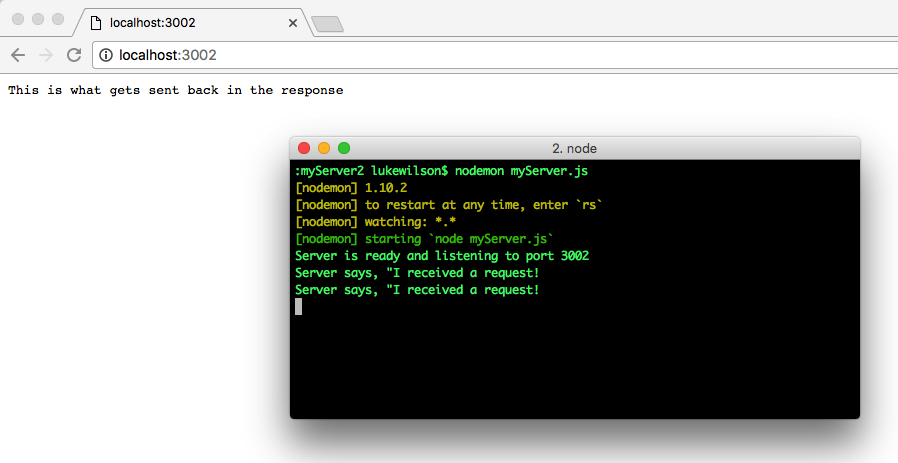 localhost:3002
localhost:3002
This is what gets sent back in the response
2. node
:myServer2 lukewilson$ nodemon myServer.js
[nodemon] 1.10.2
[nodemon] to restart at any time, enter `rs`
[nodemon] watching: *.*
[nodemon] starting `node myServer.js`
Server is ready and listening to port 3002
Server says, "I received a request!
Server says, "I received a request!